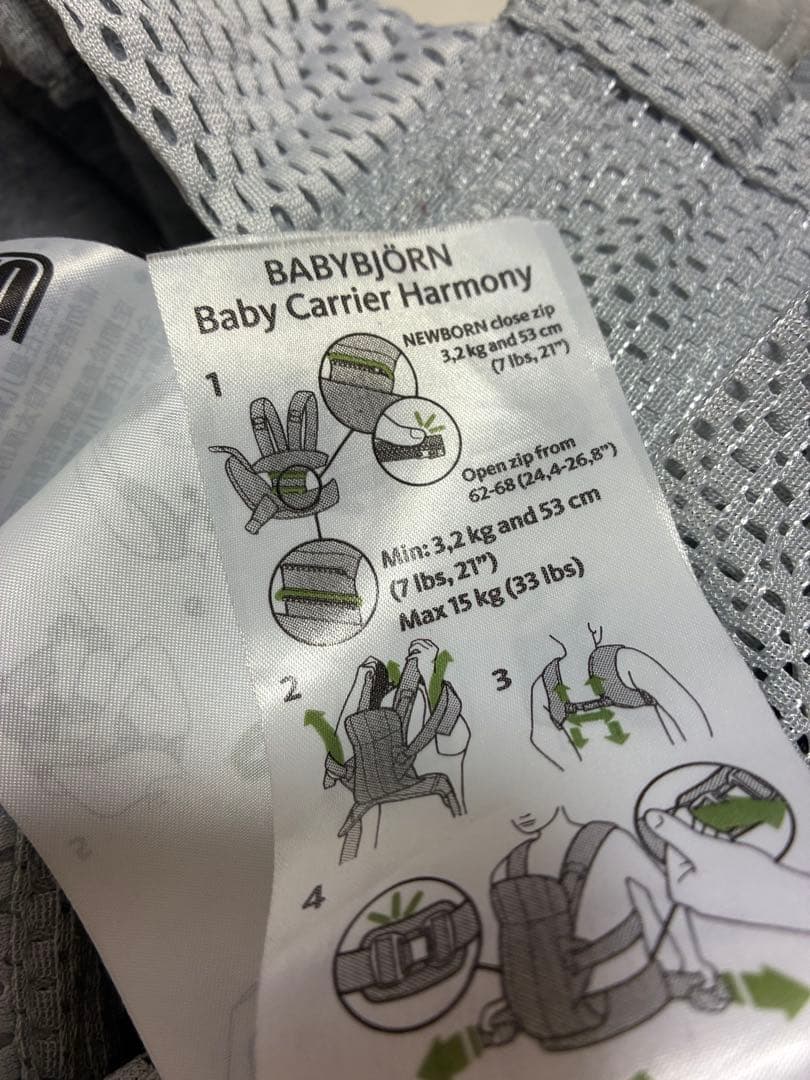 BABYBJÖRN
Baby Carrier Harmony
1
NEWBORN close zip
3,2 kg and 53 cm
(7 lbs, 21”)
Open zip from
62-68 (24,4-26,8”)
Min: 3,2 kg and 53 cm
(7 lbs, 21”)
Max 15 kg (33 lbs)
2
3
4